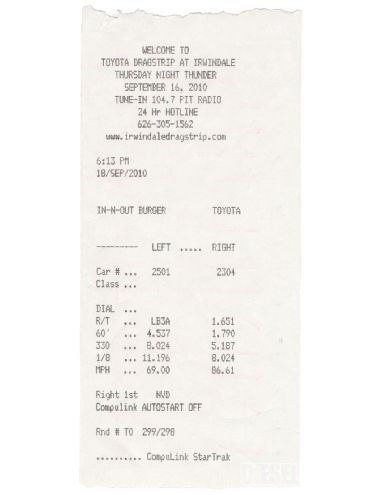 WELCOME TO
TOYOTA DRAGSTRIP AT IRWINDALE
THURSDAY NIGHT THUNDER
SEPTEMBER 16, 2010
TUNE-IN 104.7 PIT RADIO
24 Hr HOTLINE
626-305-1562
www.irwindaledragstrip.com
6:13 PM
18/SEP/2010
IN-N-OUT BURGER TOYOTA
--------- LEFT ..... RIGHT
Car # ... 2501 2304
Class ...
DIAL ...
R/T ... LB3A 1.651
60' ... 4.537 1.790
330 ... 8.024 5.187
1/8 ... 11.196 8.024
MPH ... 69.00 86.61
Right 1st NVD
Compulink AUTOSTART OFF
Rnd # TO 299/298
.......... CompuLink StarTrak